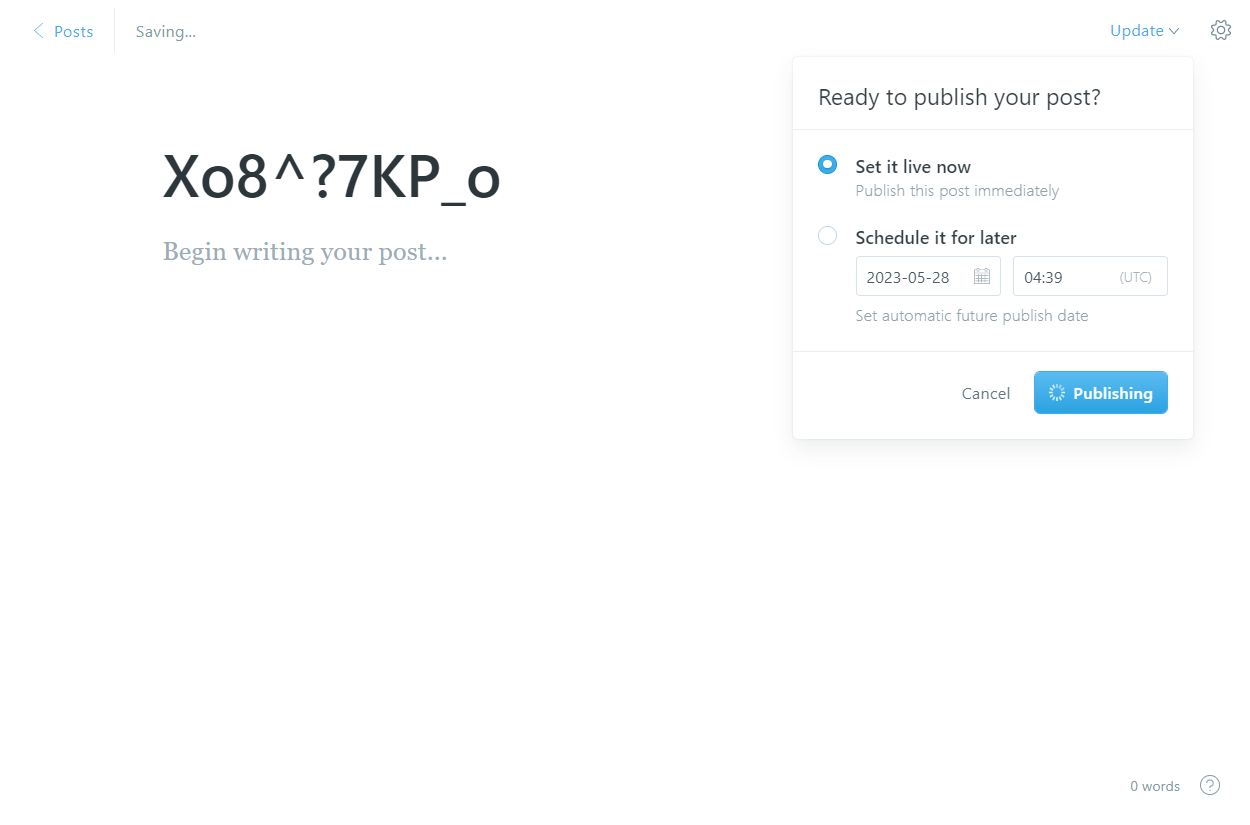 Posts
Saving...
Update
Ready to publish your post?
Xo8^?7KP_o
Begin writing your post...
Set it live now
Publish this post immediately
Schedule it for later
2023-05-28
04:39 (UTC)
Set automatic future publish date
Cancel
Publishing
0 words
?